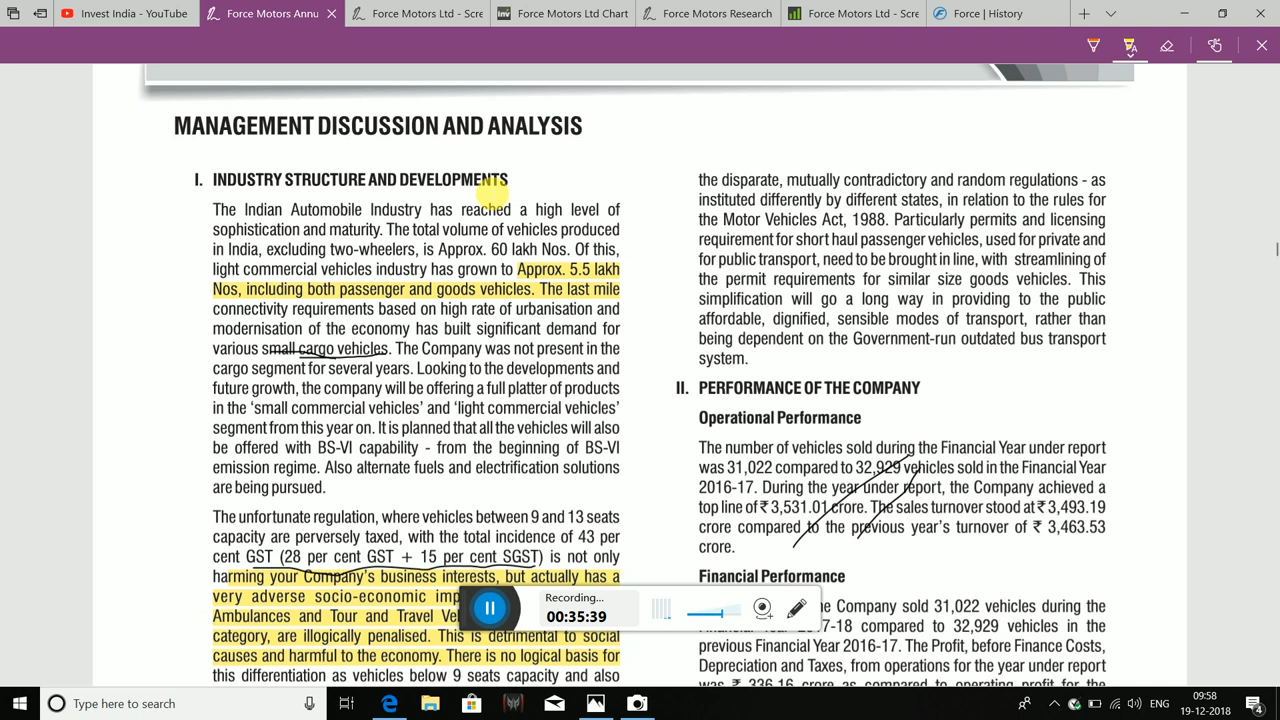 Invest India - YouTube
Force Motors Annu
Force Motors Ltd - Scre
Force Motors Ltd Chart
Force Motors Research
Force Motors Ltd - Scre
Force | History
MANAGEMENT DISCUSSION AND ANALYSIS
I. INDUSTRY STRUCTURE AND DEVELOPMENTS
The Indian Automobile Industry has reached a high level of
sophistication and maturity. The total volume of vehicles produced
in India, excluding two-wheelers, is Approx. 60 lakh Nos. Of this,
light commercial vehicles industry has grown to Approx. 5.5 lakh
Nos, including both passenger and goods vehicles. The last mile
connectivity requirements based on high rate of urbanisation and
modernisation of the economy has built significant demand for
various small cargo vehicles. The Company was not present in the
cargo segment for several years. Looking to the developments and
future growth, the company will be offering a full platter of products
in the 'small commercial vehicles' and 'light commercial vehicles'
segment from this year on. It is planned that all the vehicles will also
be offered with BS-VI capability - from the beginning of BS-VI
emission regime. Also alternate fuels and electrification solutions
are being pursued.
The unfortunate regulation, where vehicles between 9 and 13 seats
capacity are perversely taxed, with the total incidence of 43 per
cent GST (28 per cent GST + 15 per cent SGST) is not only
harming your Company's business interests, but actually has a
very adverse socio-economic imp
Ambulances and Tour and Travel Ve
category, are illogically penalised. This is detrimental to social
causes and harmful to the economy. There is no logical basis for
this differentiation as vehicles below 9 seats capacity and also
the disparate, mutually contradictory and random regulations - as
instituted differently by different states, in relation to the rules for
the Motor Vehicles Act, 1988. Particularly permits and licensing
requirement for short haul passenger vehicles, used for private and
for public transport, need to be brought in line, with streamlining of
the permit requirements for similar size goods vehicles. This
simplification will go a long way in providing to the public
affordable, dignified, sensible modes of transport, rather than
being dependent on the Government-run outdated bus transport
system.
II. PERFORMANCE OF THE COMPANY
Operational Performance
The number of vehicles sold during the Financial Year under report
was 31,022 compared to 32,929 vehicles sold in the Financial Year
2016-17. During the year under report, the Company achieved a
top line of ₹ 3,531.01 crore. The sales turnover stood at ₹ 3,493.19
crore compared to the previous year's turnover of ₹ 3,463.53
crore.
Financial Performance
he Company sold 31,022 vehicles during the
Financial Year 2017-18 compared to 32,929 vehicles in the
previous Financial Year 2016-17. The Profit, before Finance Costs,
Depreciation and Taxes, from operations for the year under report
was ₹ 336.16 crore as compared to operating profit for the
Recording...
00:35:39
Type here to search
ENG
09:58
19-12-2018
4